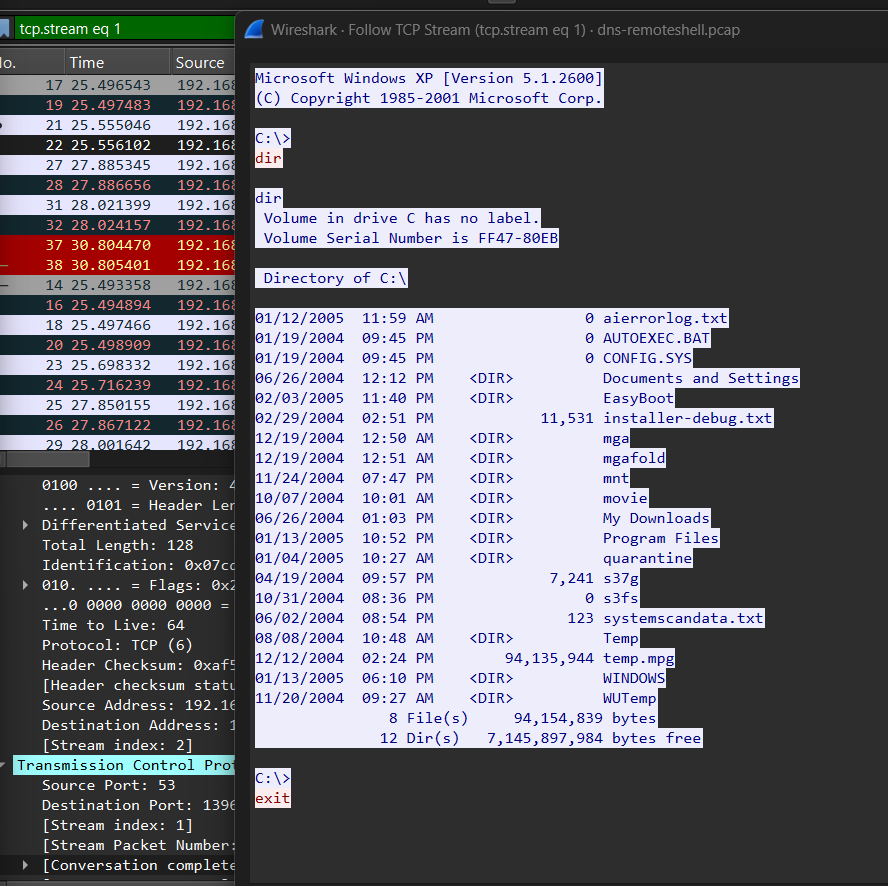 tcp.stream eq 1
Wireshark · Follow TCP Stream (tcp.stream eq 1) · dns-remoteshell.pcap
Time Source
17 25.496543 192.168
19 25.497483 192.168
21 25.555046 192.168
22 25.556102 192.168
27 27.885345 192.168
28 27.886656 192.168
31 28.021399 192.168
32 28.024157 192.168
37 30.804470 192.168
38 30.805401 192.168
14 25.493358 192.168
16 25.494894 192.168
18 25.497466 192.168
20 25.498909 192.168
23 25.698332 192.168
24 25.716239 192.168
25 27.850155 192.168
26 27.867122 192.168
29 28.001642 192.168
0100 .... = Version: 4
.... 0101 = Header Len
Differentiated Service
Total Length: 128
Identification: 0x07cd
010. .... = Flags: 0x2
...0 0000 0000 0000 =
Time to Live: 64
Protocol: TCP (6)
Header Checksum: 0xaf5
[Header checksum statu
Source Address: 192.16
Destination Address: 1
[Stream index: 2]
Transmission Control Prot
Source Port: 53
Destination Port: 1396
[Stream index: 1]
[Stream Packet Number:
[Conversation complete
Microsoft Windows XP [Version 5.1.2600]
(C) Copyright 1985-2001 Microsoft Corp.
C:\>
dir
dir
Volume in drive C has no label.
Volume Serial Number is FF47-80EB
Directory of C:\
01/12/2005  11:59 AM                 0 aierrorlog.txt
01/19/2004  09:45 PM                 0 AUTOEXEC.BAT
01/19/2004  09:45 PM                 0 CONFIG.SYS
06/26/2004  12:12 PM    <DIR>          Documents and Settings
02/03/2005  11:40 PM    <DIR>          EasyBoot
02/29/2004  02:51 PM            11,531 installer-debug.txt
12/19/2004  12:50 AM    <DIR>          mga
12/19/2004  12:51 AM    <DIR>          mgafold
11/24/2004  07:47 PM    <DIR>          mnt
10/07/2004  10:01 AM    <DIR>          movie
06/26/2004  01:03 PM    <DIR>          My Downloads
01/13/2005  10:52 PM    <DIR>          Program Files
01/04/2005  10:27 AM    <DIR>          quarantine
04/19/2004  09:57 PM             7,241 s37g
10/31/2004  08:36 PM                 0 s3fs
06/02/2004  08:54 PM               123 systemscandata.txt
08/08/2004  10:48 AM    <DIR>          Temp
12/12/2004  02:24 PM        94,135,944 temp.mpg
01/13/2005  06:10 PM    <DIR>          WINDOWS
11/20/2004  09:27 AM    <DIR>          WUTemp
8 File(s)     94,154,839 bytes
12 Dir(s)   7,145,897,984 bytes free
C:\>
exit